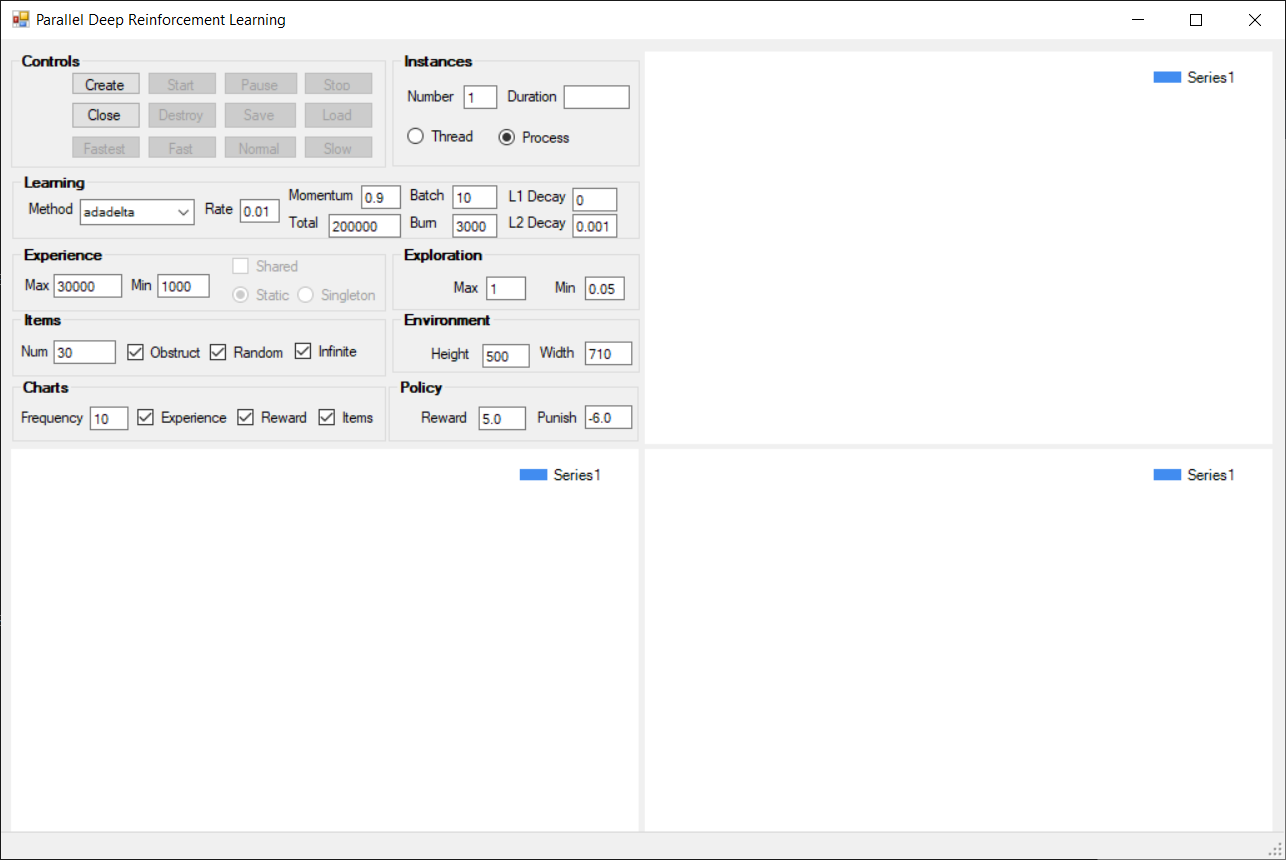 Parallel Deep Reinforcement Learning
Controls
Create Start Pause Stop
Close Destroy Save Load
Fastest Fast Normal Slow
Instances
Number 1 Duration
Thread Process
Learning
Method adadelta Rate 0.01 Momentum 0.9 Batch 10 L1 Decay 0
Total 200000 Burn 3000 L2 Decay 0.001
Experience
Max 30000 Min 1000 Shared
Static Singleton
Exploration
Max 1 Min 0.05
Items
Num 30 Obstruct Random Infinite
Environment
Height 500 Width 710
Charts
Frequency 10 Experience Reward Items
Policy
Reward 5.0 Punish -6.0
Series1
Series1
Series1